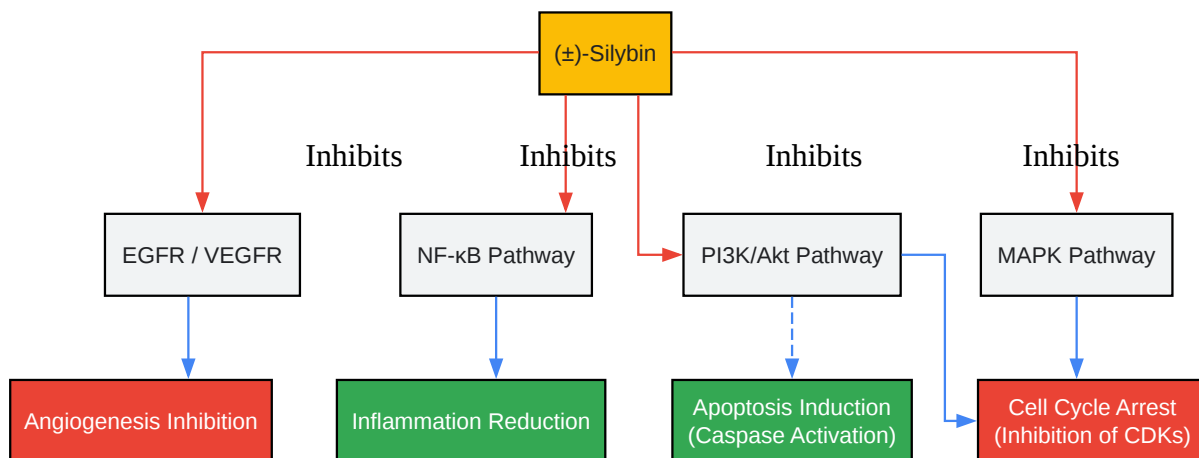 (±)-Silybin
Inhibits
Inhibits
Inhibits
Inhibits
EGFR / VEGFR
NF-κB Pathway
PI3K/Akt Pathway
MAPK Pathway
Angiogenesis Inhibition
Inflammation Reduction
Apoptosis Induction
(Caspase Activation)
Cell Cycle Arrest
(Inhibition of CDKs)